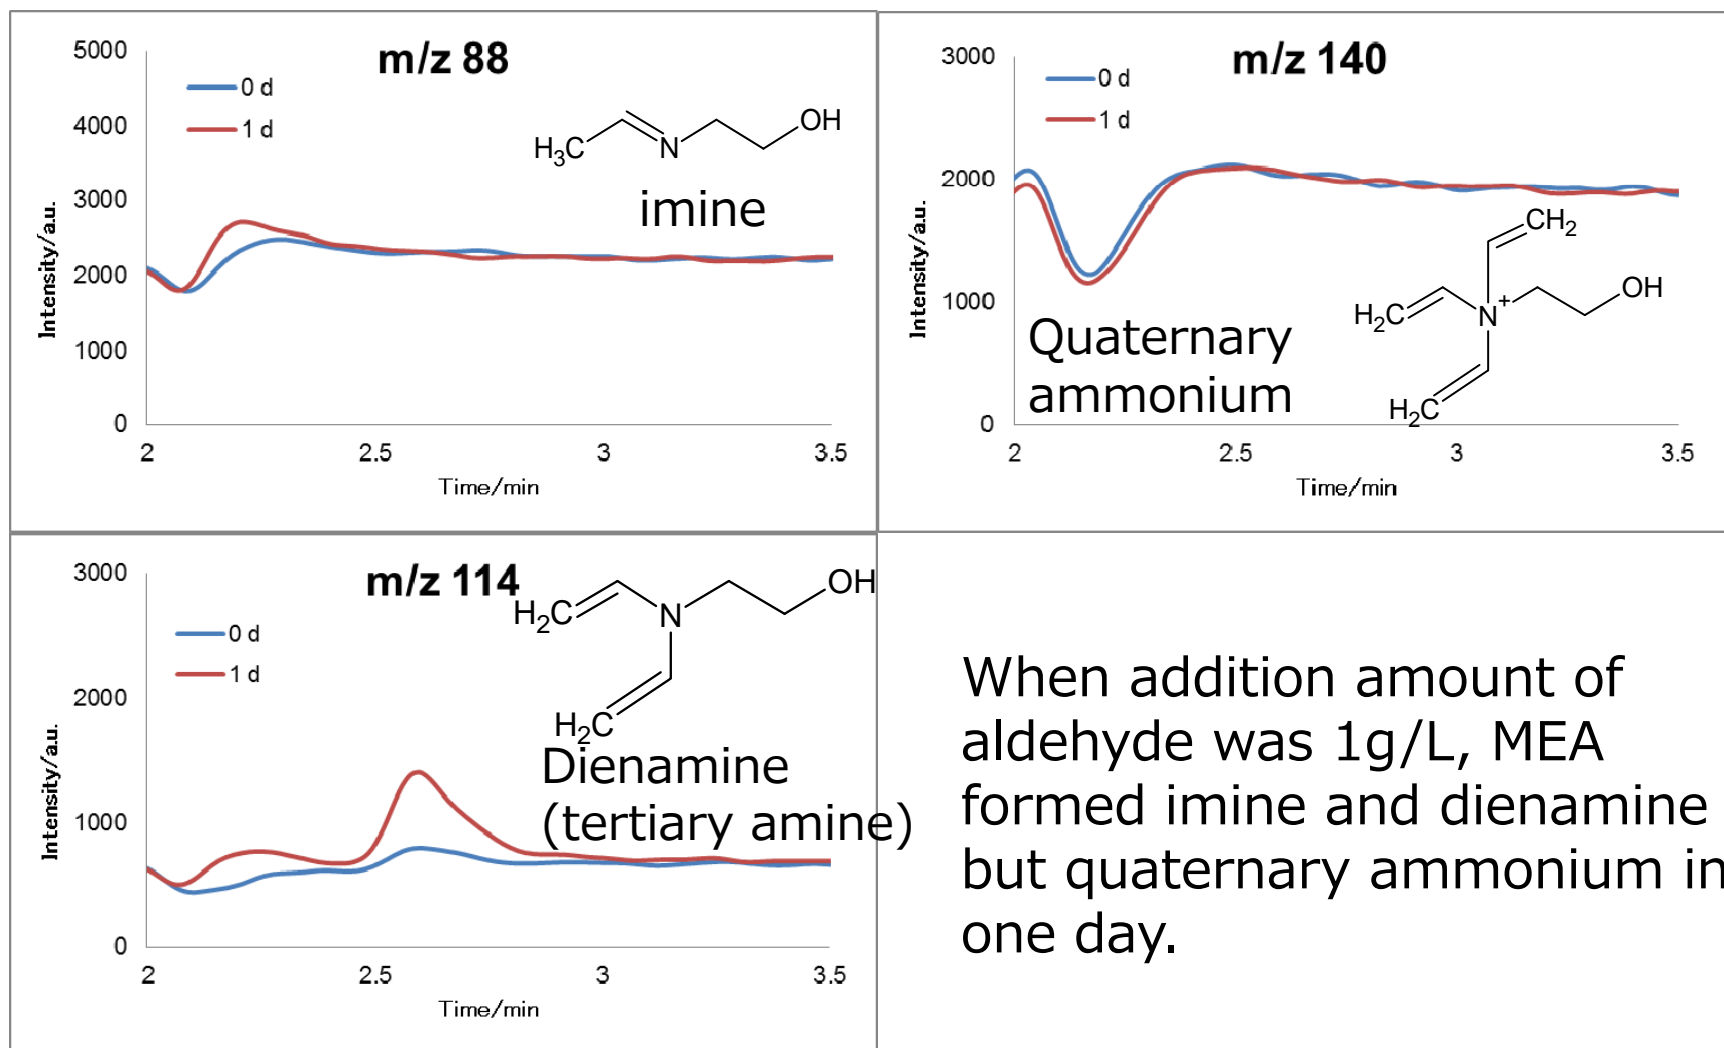 m/z 88
5000
4000
3000
2000
1000
0
0 d
1 d
H3C
N
OH
imine
Intensity/a.u.
2
2.5
3
3.5
Time/min
m/z 140
3000
2000
1000
0
0 d
1 d
CH2
H2C
N+
OH
H2C
Quaternary
ammonium
Intensity/a.u.
2
2.5
3
3.5
Time/min
m/z 114
3000
2000
1000
0
0 d
1 d
H2C
N
OH
H2C
Dienamine
(tertiary amine)
Intensity/a.u.
2
2.5
3
3.5
Time/min
When addition amount of
aldehyde was 1g/L, MEA
formed imine and dienamine
but quaternary ammonium in
one day.